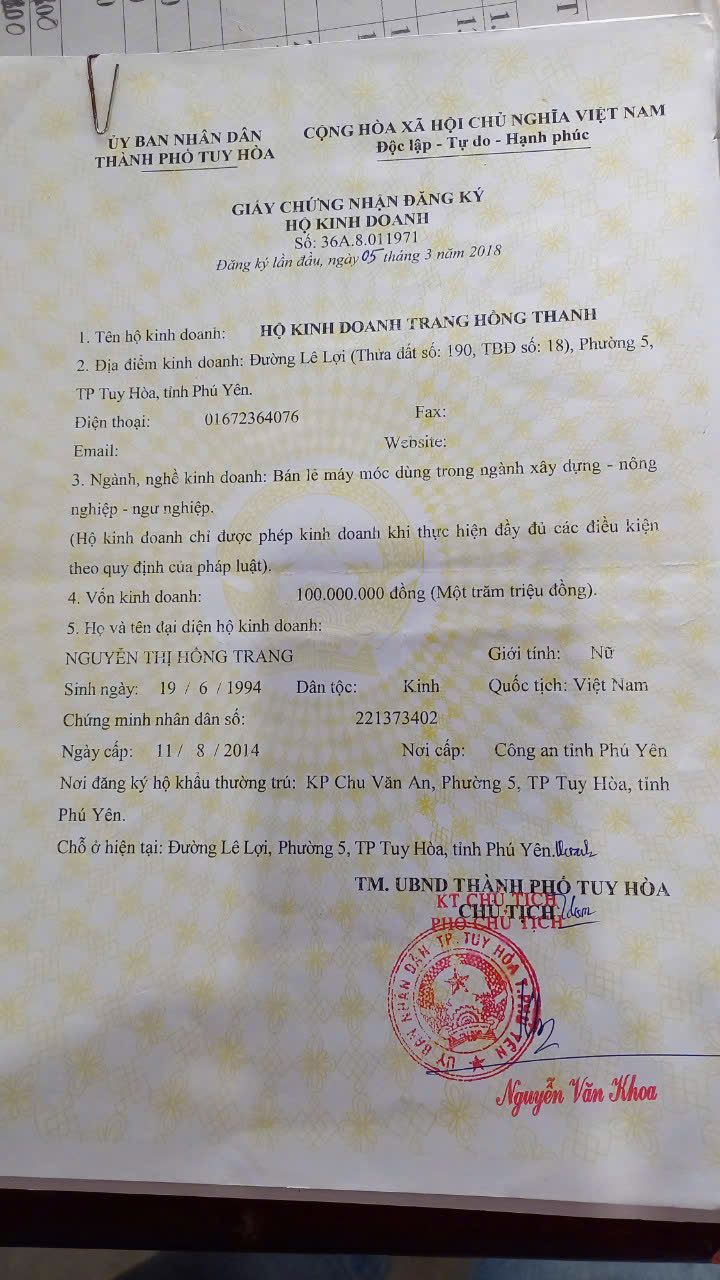 ỦY BAN NHÂN DÂN
THÀNH PHỐ TUY HÒA
CỘNG HÒA XÃ HỘI CHỦ NGHĨA VIỆT NAM
Độc lập - Tự do - Hạnh phúc
GIẤY CHỨNG NHẬN ĐĂNG KÝ
HỘ KINH DOANH
Số: 36A.8.011971
Đăng ký lần đầu, ngày 05 tháng 3 năm 2018
1. Tên hộ kinh doanh: HỘ KINH DOANH TRANG HỒNG THANH
2. Địa điểm kinh doanh: Đường Lê Lợi (Thửa đất số: 190, TBĐ số: 18), Phường 5,
TP Tuy Hòa, tỉnh Phú Yên.
Điện thoại: 01672364076 Fax:
Email: Website:
3. Ngành, nghề kinh doanh: Bán lẻ máy móc dùng trong ngành xây dựng - nông
nghiệp - ngư nghiệp.
(Hộ kinh doanh chỉ được phép kinh doanh khi thực hiện đầy đủ các điều kiện
theo quy định của pháp luật).
4. Vốn kinh doanh: 100.000.000 đồng (Một trăm triệu đồng).
5. Họ và tên đại diện hộ kinh doanh:
NGUYỄN THỊ HỒNG TRANG Giới tính: Nữ
Sinh ngày: 19 / 6 / 1994 Dân tộc: Kinh Quốc tịch: Việt Nam
Chứng minh nhân dân số: 221373402
Ngày cấp: 11 / 8 / 2014 Nơi cấp: Công an tỉnh Phú Yên
Nơi đăng ký hộ khẩu thường trú: KP Chu Văn An, Phường 5, TP Tuy Hòa, tỉnh
Phú Yên.
Chỗ ở hiện tại: Đường Lê Lợi, Phường 5, TP Tuy Hòa, tỉnh Phú Yên.
TM. UBND THÀNH PHỐ TUY HÒA
KT CHỦ TỊCH
CHỦ TỊCH
PHÓ CHỦ TỊCH
ỦY BAN NHÂN DÂN TP. TUY HÒA T. PHÚ YÊN
Nguyễn Văn Khoa